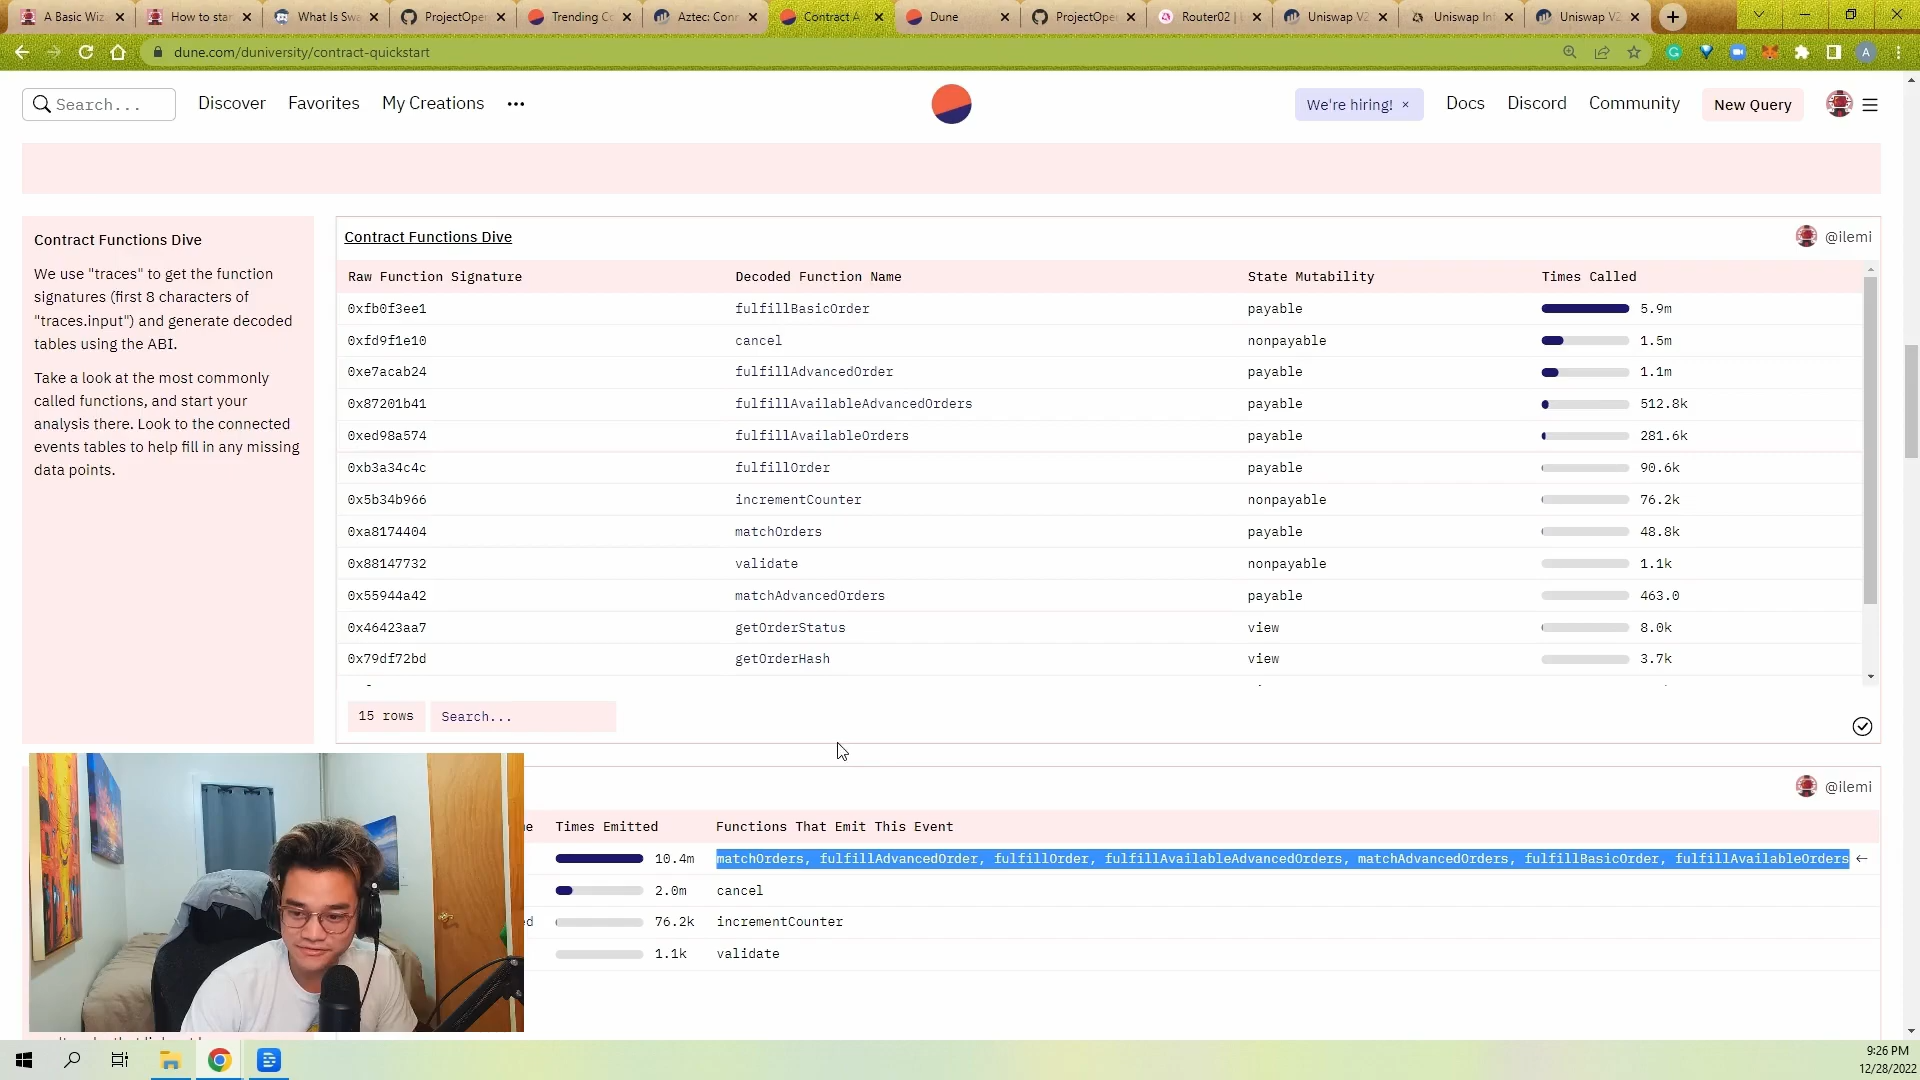 A Basic Wiz
How to star
What Is Swa
ProjectOpe
Trending Co
Aztec: Conn
Contract A
Dune
ProjectOpe
Router02 |
Uniswap V2
Uniswap Inf
Uniswap V2
dune.com/duniversity/contract-quickstart
Search...
Discover
Favorites
My Creations
We're hiring! ×
Docs
Discord
Community
New Query
Contract Functions Dive
We use "traces" to get the function
signatures (first 8 characters of
"traces.input") and generate decoded
tables using the ABI.
Take a look at the most commonly
called functions, and start your
analysis there. Look to the connected
events tables to help fill in any missing
data points.
Contract Functions Dive
@ilemi
Raw Function Signature Decoded Function Name State Mutability Times Called
0xfb0f3ee1 fulfillBasicOrder payable 5.9m
0xfd9f1e10 cancel nonpayable 1.5m
0xe7acab24 fulfillAdvancedOrder payable 1.1m
0x87201b41 fulfillAvailableAdvancedOrders payable 512.8k
0xed98a574 fulfillAvailableOrders payable 281.6k
0xb3a34c4c fulfillOrder payable 90.6k
0x5b34b966 incrementCounter nonpayable 76.2k
0xa8174404 matchOrders payable 48.8k
0x88147732 validate nonpayable 1.1k
0x55944a42 matchAdvancedOrders payable 463.0
0x46423aa7 getOrderStatus view 8.0k
0x79df72bd getOrderHash view 3.7k
15 rows Search...
@ilemi
Times Emitted Functions That Emit This Event
10.4m matchOrders, fulfillAdvancedOrder, fulfillOrder, fulfillAvailableAdvancedOrders, matchAdvancedOrders, fulfillBasicOrder, fulfillAvailableOrders ←
2.0m cancel
ed 76.2k incrementCounter
1.1k validate
9:26 PM
12/28/2022